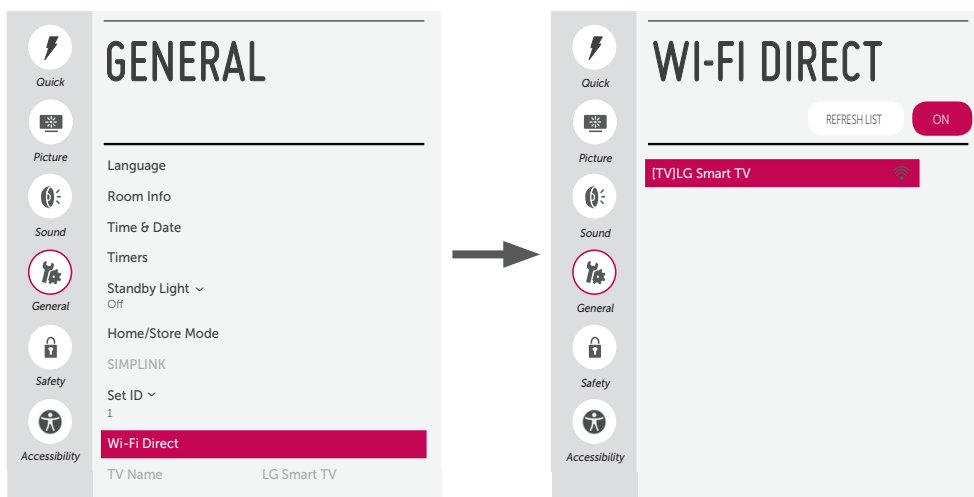 Quick
Picture
Sound
General
Safety
Accessibility
GENERAL
Language
Room Info
Time & Date
Timers
Standby Light
Off
Home/Store Mode
SIMPLINK
Set ID
1
Wi-Fi Direct
TV Name LG Smart TV
Quick
Picture
Sound
General
Safety
Accessibility
WI-FI DIRECT
REFRESH LIST ON
[TV]LG Smart TV